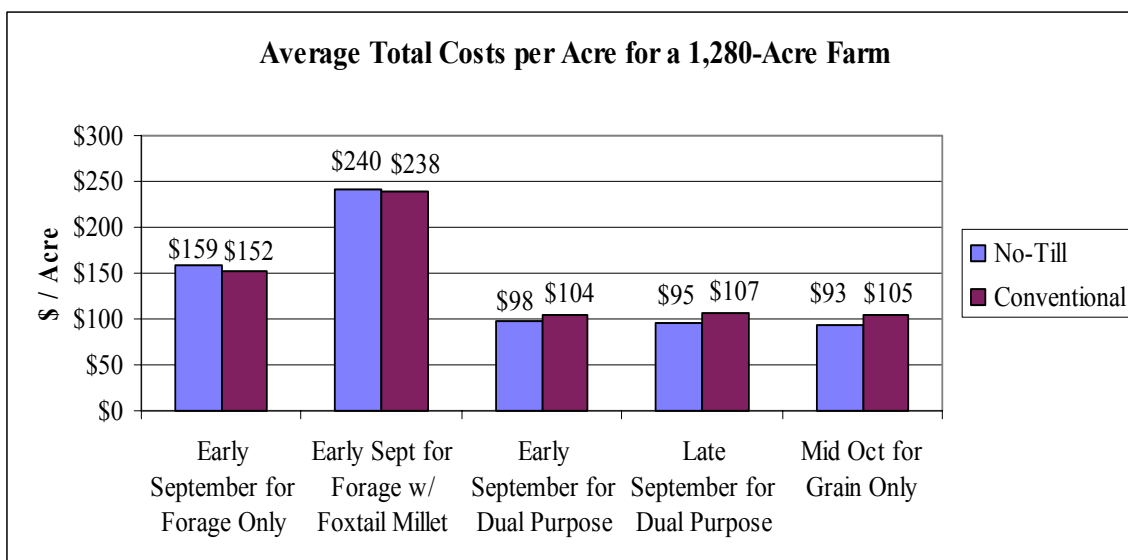 Average Total Costs per Acre for a 1,280-Acre Farm
$ / Acre
$300
$250
$200
$150
$100
$50
$0
$159 $152
$240 $238
$98 $104
$95 $107
$93 $105
Early
September for
Forage Only
Early Sept for
Forage w/
Foxtail Millet
Early
September for
Dual Purpose
Late
September for
Dual Purpose
Mid Oct for
Grain Only
No-Till
Conventional